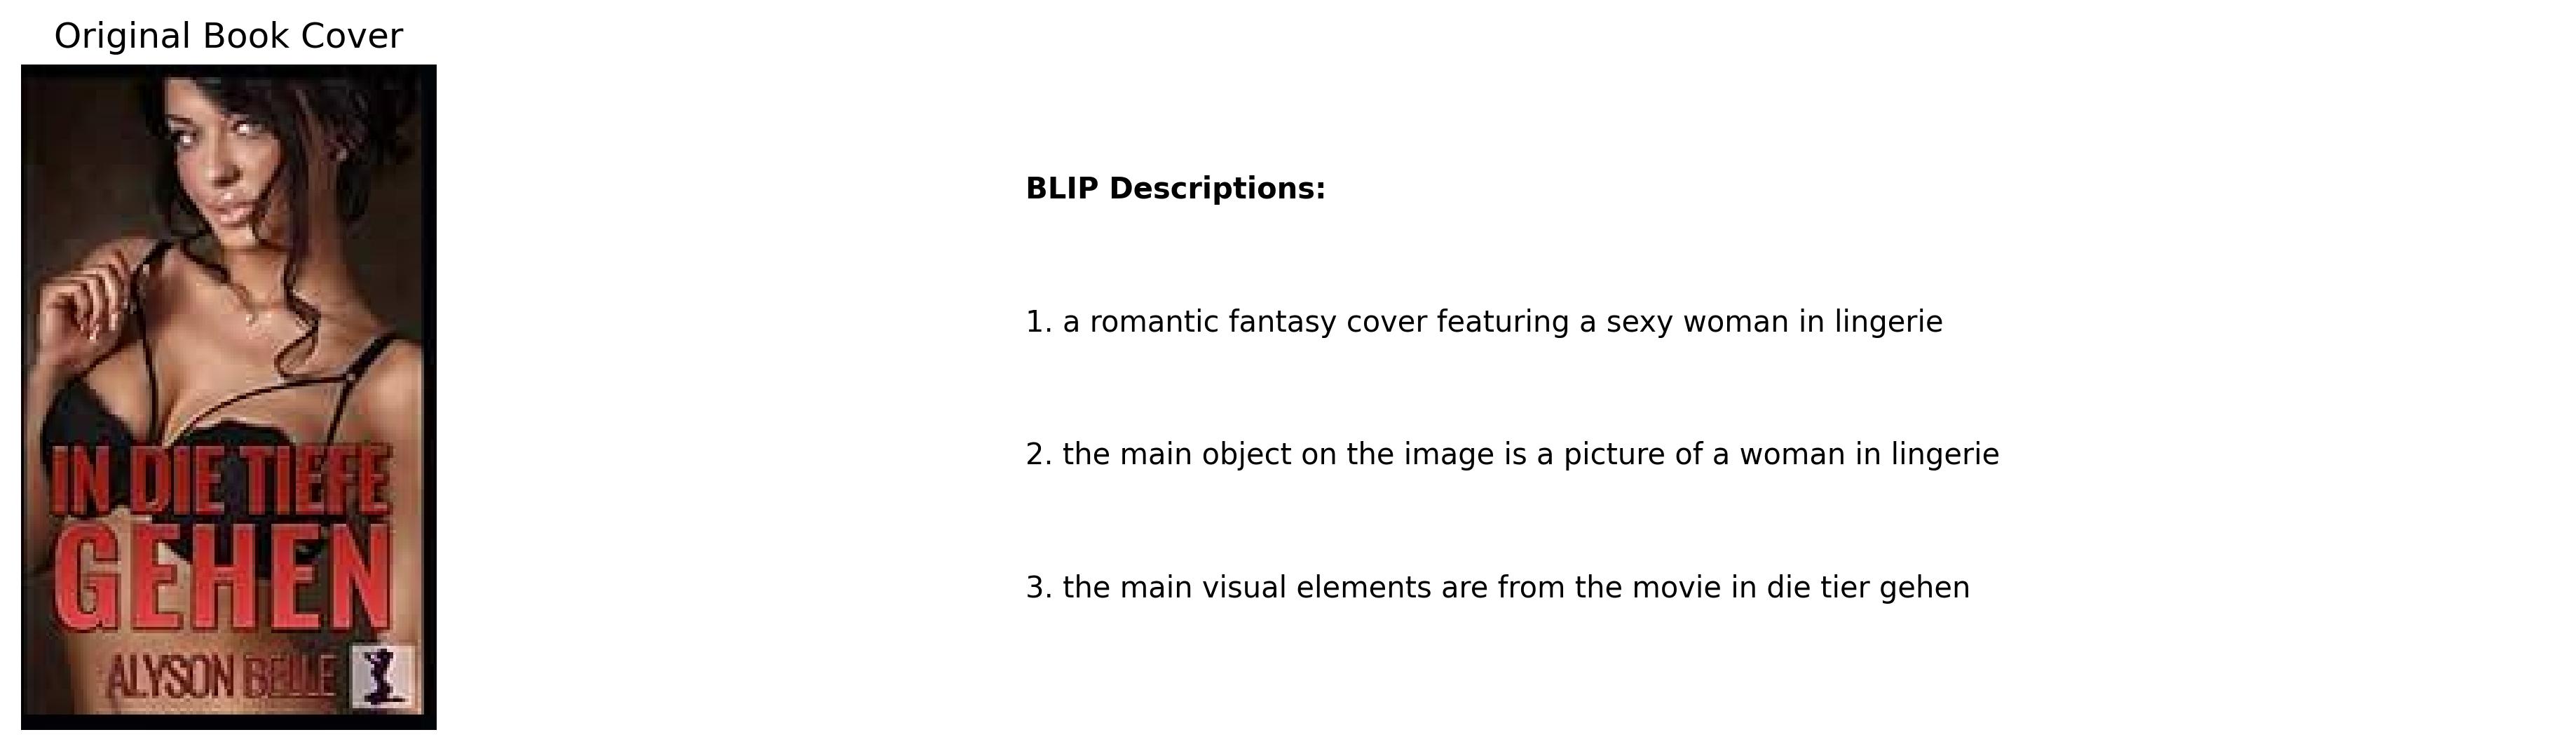 Original Book Cover
IN DIE TIEFE
GEHEN
ALYSON BELLE
BLIP Descriptions:
1. a romantic fantasy cover featuring a sexy woman in lingerie
2. the main object on the image is a picture of a woman in lingerie
3. the main visual elements are from the movie in die tier gehen